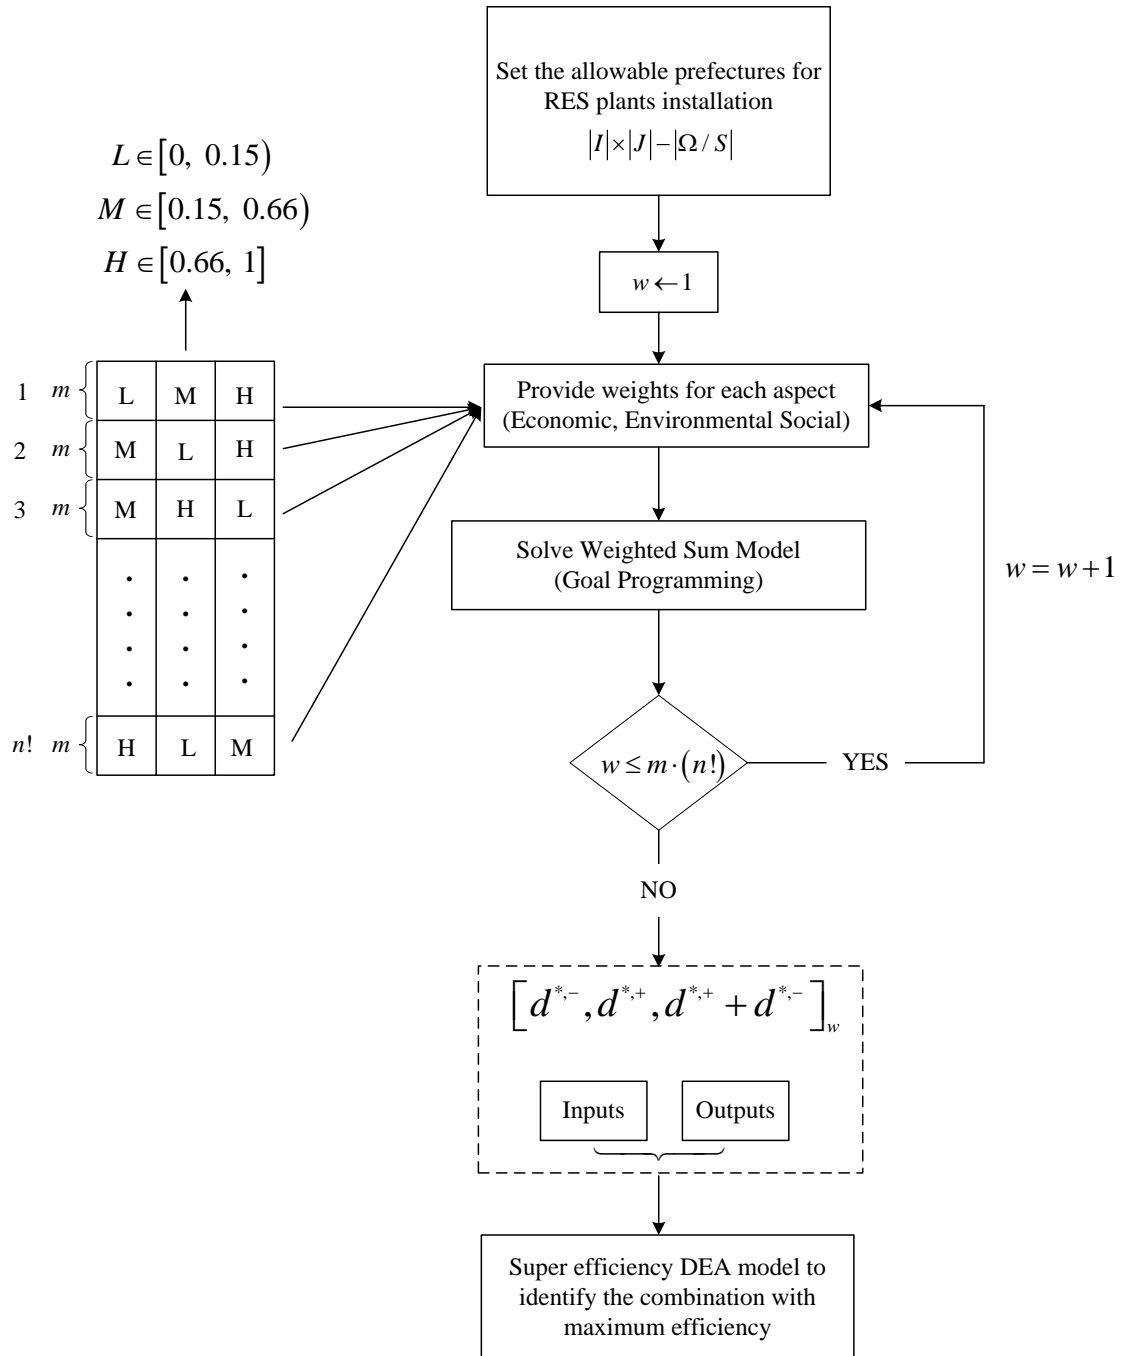 Set the allowable prefectures for
RES plants installation
|I|×|J|−|Ω / S|
L ∈ [0, 0.15)
M ∈ [0.15, 0.66)
H ∈ [0.66, 1]
w ← 1
1 m L M H
2 m M L H
3 m M H L
n! m H L M
Provide weights for each aspect
(Economic, Environmental Social)
Solve Weighted Sum Model
(Goal Programming)
w = w + 1
w ≤ m · (n!)
YES
NO
[d*,−, d*,+, d*,+ + d*,−]w
Inputs Outputs
Super efficiency DEA model to
identify the combination with
maximum efficiency